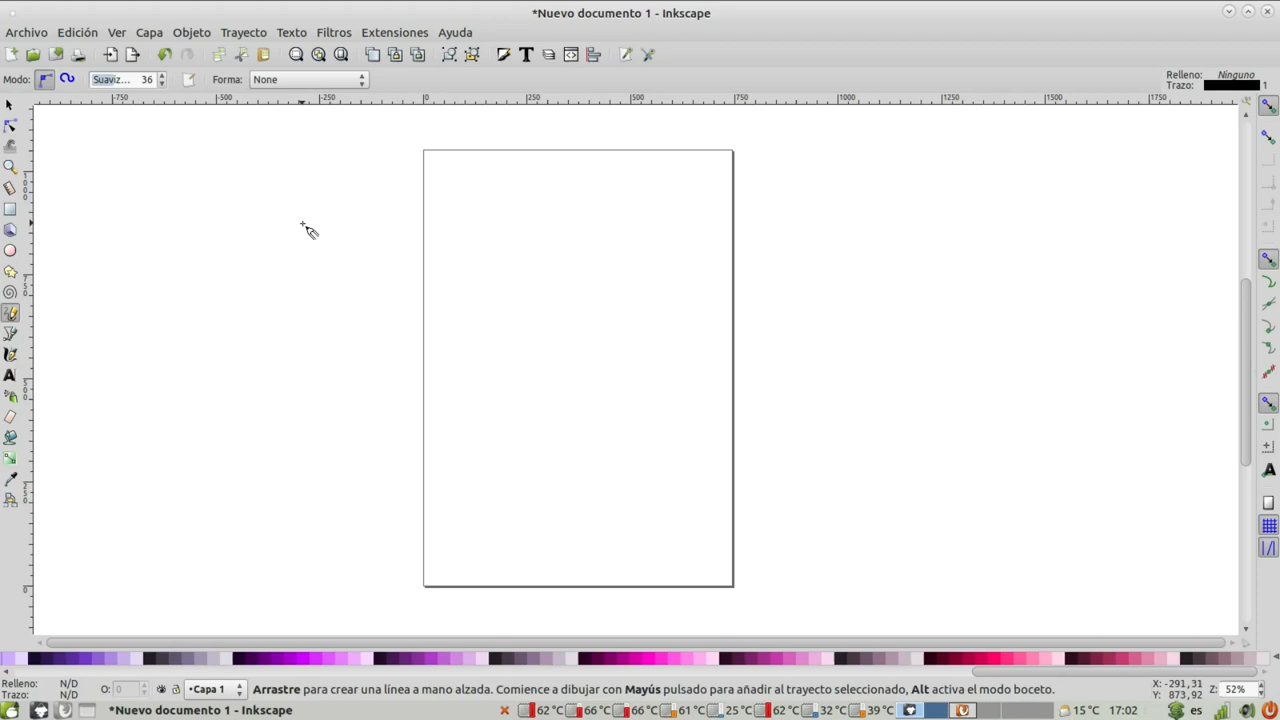 *Nuevo documento 1 - Inkscape
Archivo Edición Ver Capa Objeto Trayecto Texto Filtros Extensiones Ayuda
Modo: Suaviz... 36 Forma: None
Relleno: Ninguno
Trazo: 1
-750 -500 -250 0 250 500 750 1000 1250 1500 1750
Relleno: N/D
Trazo: N/D
O: 0
•Capa 1
Arrastre para crear una línea a mano alzada. Comience a dibujar con Mayús pulsado para añadir al trayecto seleccionado, Alt activa el modo boceto.
X: -291,31
Y: 873,92
Z: 52%
*Nuevo documento 1 - Inkscape
62 °C 66 °C 66 °C 61 °C 25 °C 62 °C 32 °C 39 °C
15°C 17:02 es